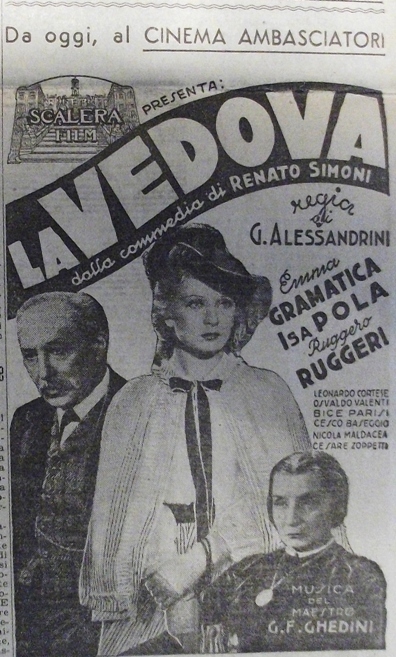 Da oggi, al CINEMA AMBASCIATORI
SCALERA
FILM
PRESENTA:
LA VEDOVA
dalla commedia di RENATO SIMONI
regia
di
G. ALESSANDRINI
Emma
GRAMATICA
ISA POLA
Ruggero
RUGGERI
LEONARDO CORTESE
OSVALDO VALENTI
BICE PARISI
CESCO BASEGGIO
NICOLA MALDACEA
CESARE ZOPPETTI
MUSICA
DEL
MAESTRO
G. F. GHEDINI